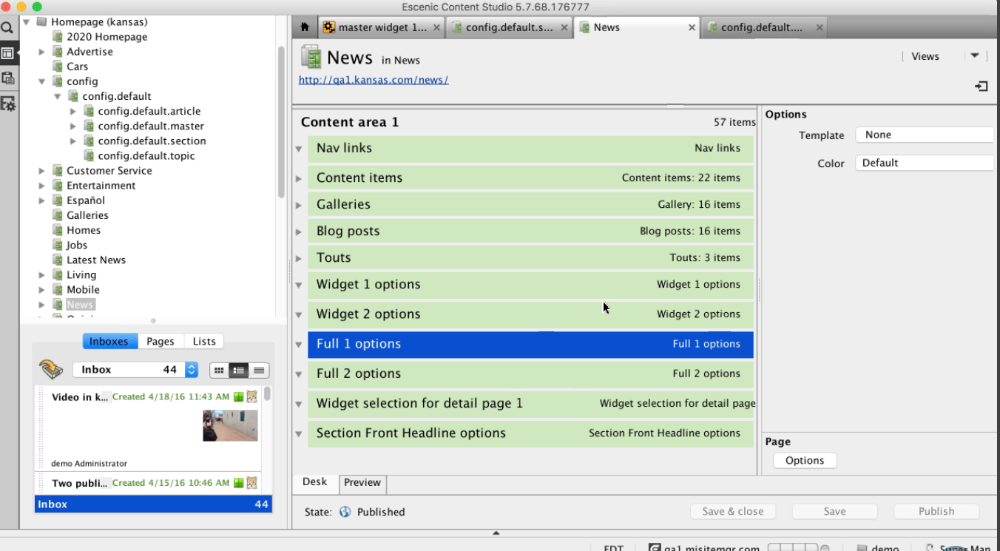 Escenic Content Studio 5.7.68.176777
Homepage (kansas)
2020 Homepage
Advertise
Cars
config
config.default
config.default.article
config.default.master
config.default.section
config.default.topic
Customer Service
Entertainment
Español
Galleries
Homes
Jobs
Latest News
Living
Mobile
News
Inboxes Pages Lists
Inbox 44
Video in k... Created 4/18/16 11:43 AM
demo Administrator
Two publi... Created 4/15/16 10:46 AM
Inbox 44
master widget 1... config.default.s... News config.default....
News in News
Views
http://qa1.kansas.com/news/
Content area 1 57 items
Nav links Nav links
Content items Content items: 22 items
Galleries Gallery: 16 items
Blog posts Blog posts: 16 items
Touts Touts: 3 items
Widget 1 options Widget 1 options
Widget 2 options Widget 2 options
Full 1 options Full 1 options
Full 2 options Full 2 options
Widget selection for detail page 1 Widget selection for detail page
Section Front Headline options Section Front Headline options
Options
Template None
Color Default
Page
Options
Desk Preview
State: Published
Save & close Save Publish
EDT qa1.misitemgr.com demo Super Man